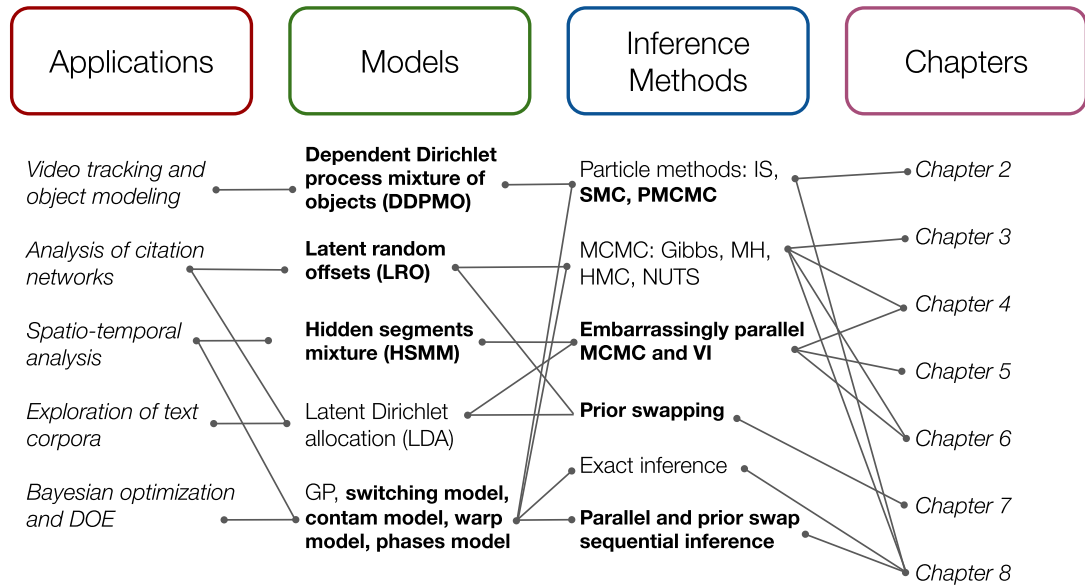 Applications
Models
Inference
Methods
Chapters
Video tracking and
object modeling
Analysis of citation
networks
Spatio-temporal
analysis
Exploration of text
corpora
Bayesian optimization
and DOE
Dependent Dirichlet
process mixture of
objects (DDPMO)
Latent random
offsets (LRO)
Hidden segments
mixture (HSMM)
Latent Dirichlet
allocation (LDA)
GP, switching model,
contam model, warp
model, phases model
Particle methods: IS,
SMC, PMCMC
MCMC: Gibbs, MH,
HMC, NUTS
Embarrassingly parallel
MCMC and VI
Prior swapping
Exact inference
Parallel and prior swap
sequential inference
Chapter 2
Chapter 3
Chapter 4
Chapter 5
Chapter 6
Chapter 7
Chapter 8